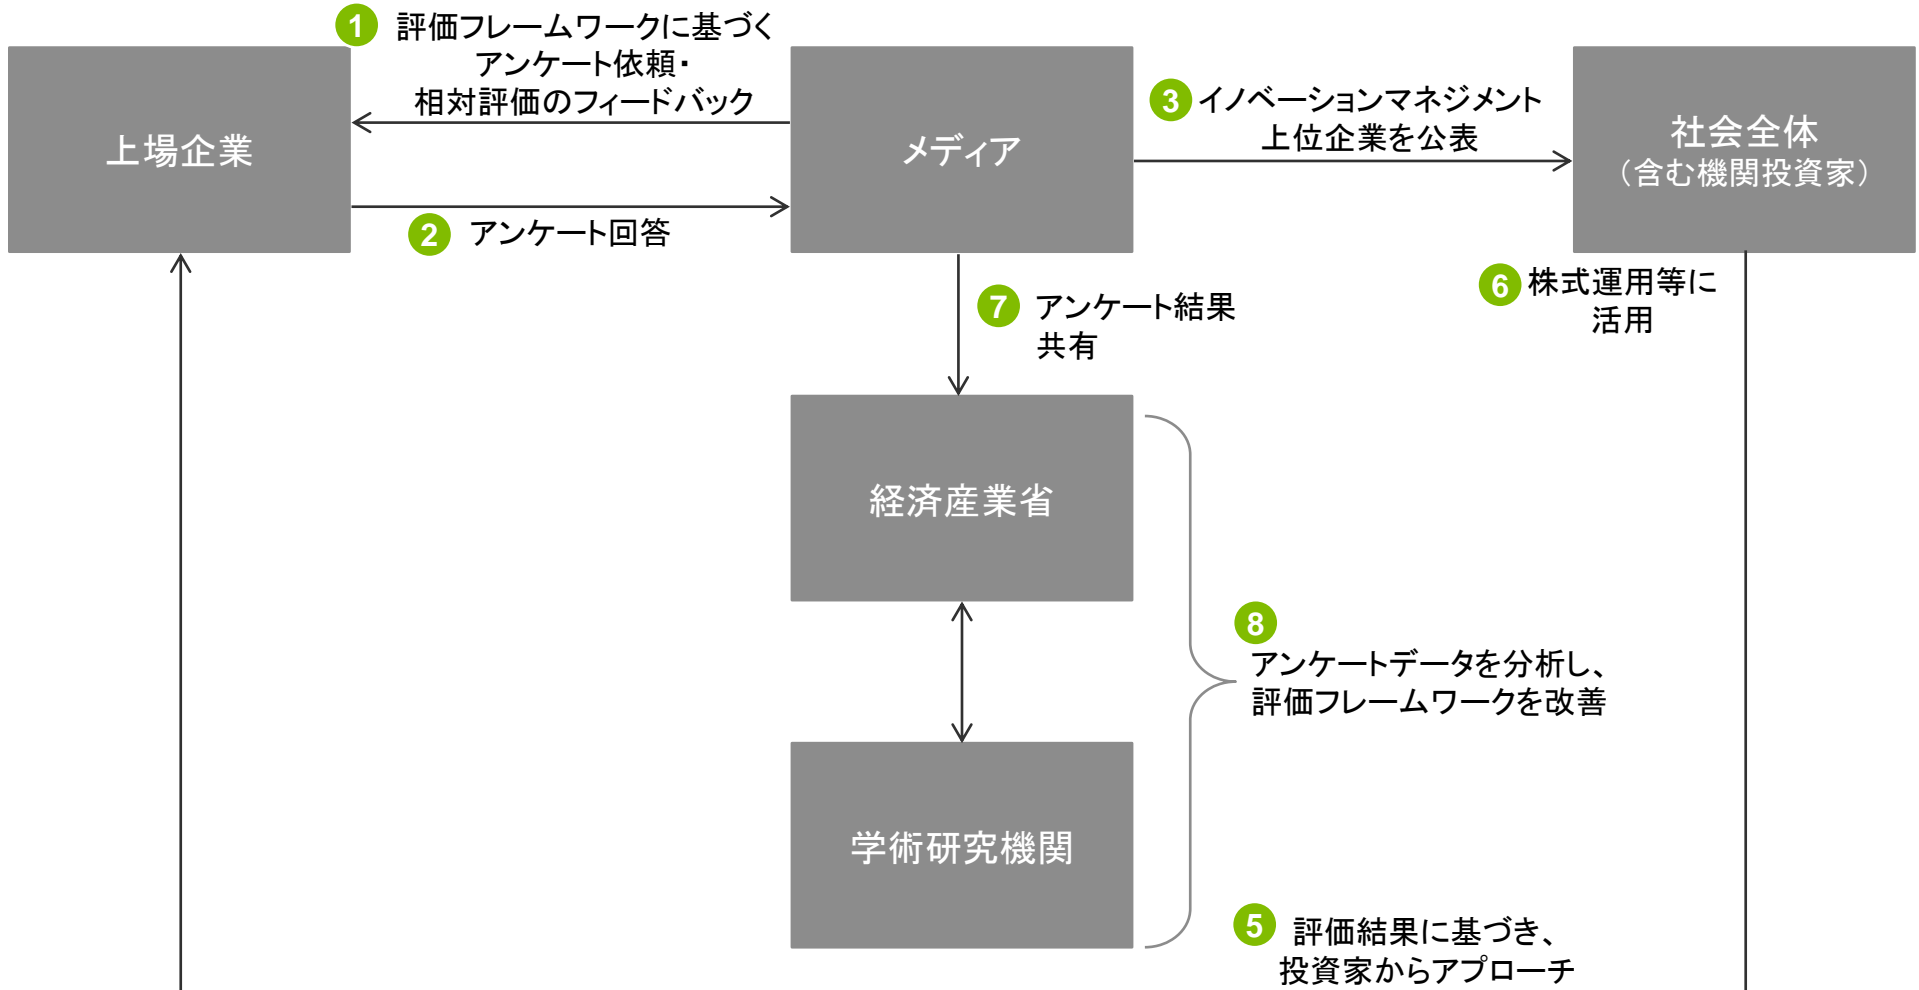 1 評価フレームワークに基づく
アンケート依頼・
相対評価のフィードバック
上場企業
メディア
3 イノベーションマネジメント
上位企業を公表
社会全体
（含む機関投資家）
2 アンケート回答
7 アンケート結果
共有
6 株式運用等に
活用
経済産業省
8
アンケートデータを分析し、
評価フレームワークを改善
学術研究機関
5 評価結果に基づき、
投資家からアプローチ